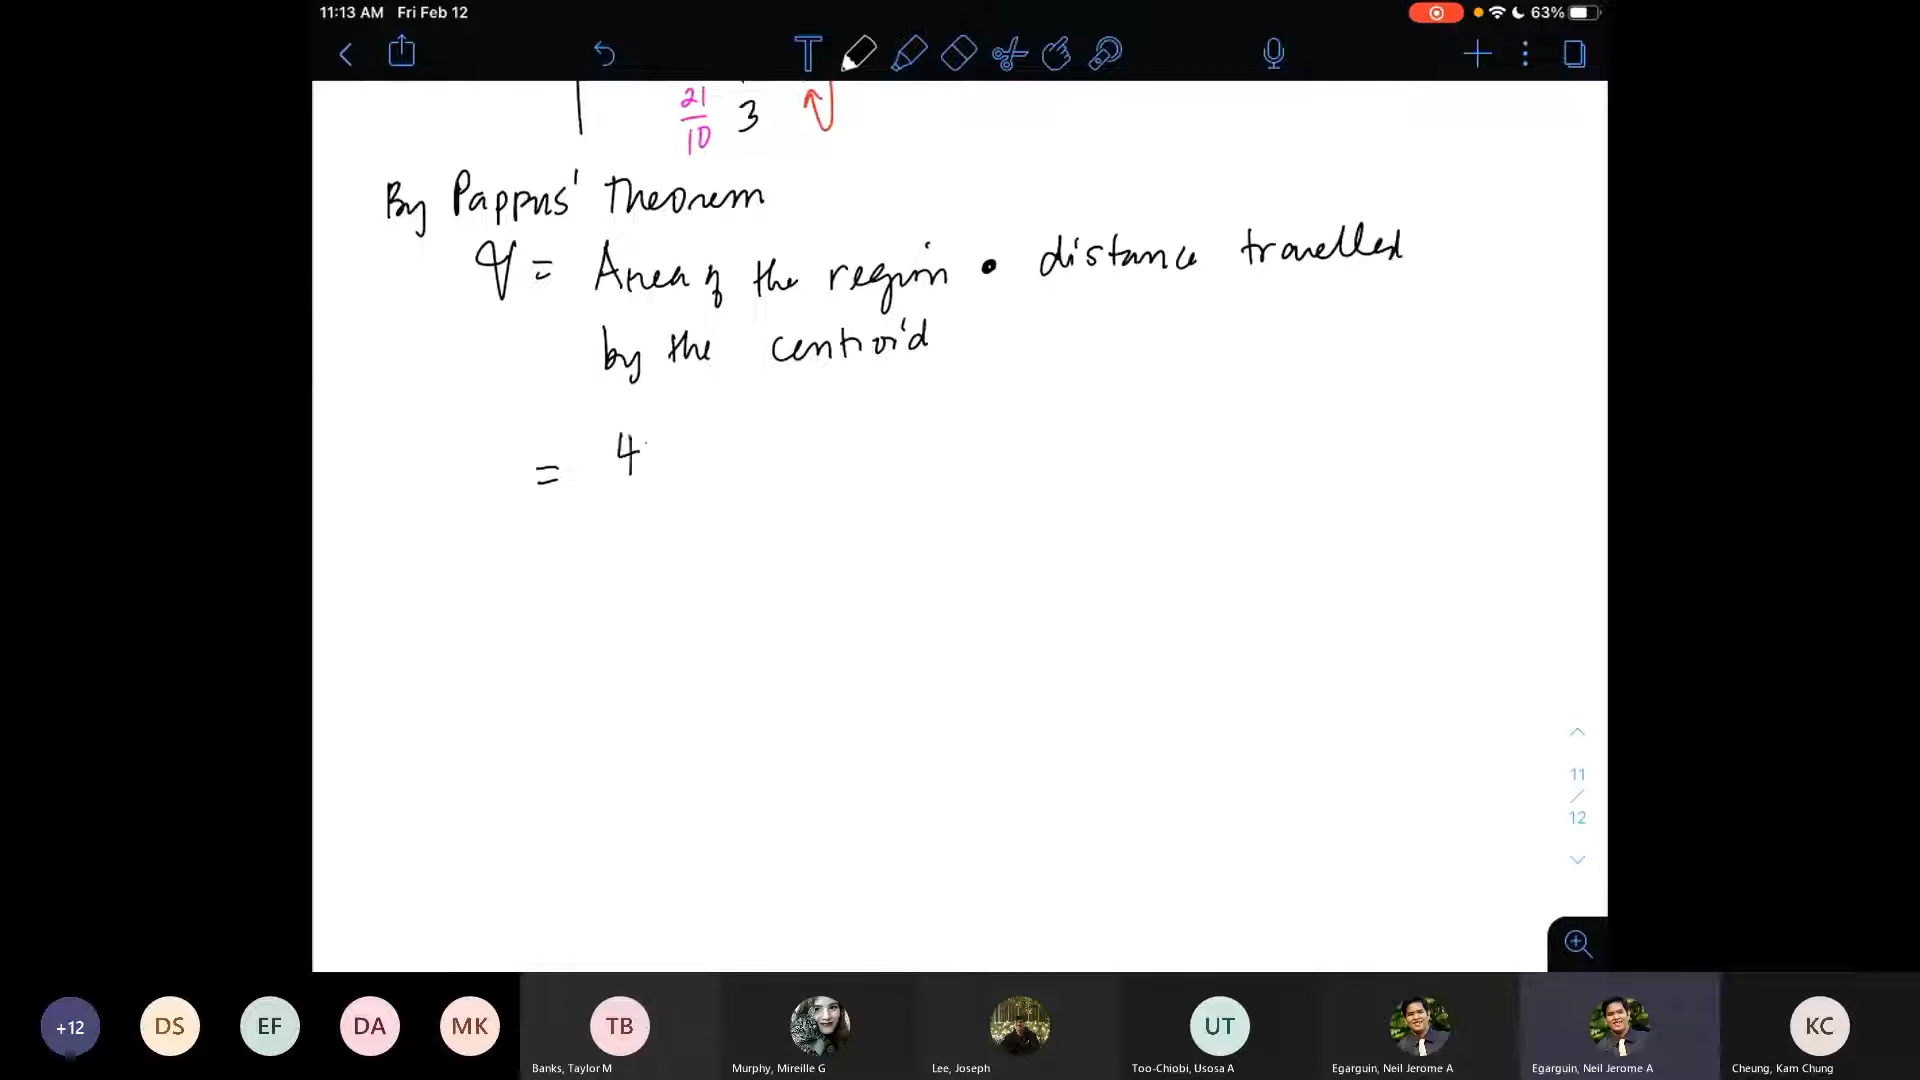 11:13 AM Fri Feb 12
63%
21
10
3
By Pappus' Theorem
V = Area of the region • distance travelled
by the centroid
= 4
11
/
12
+12
DS
EF
DA
MK
TB
UT
KC
Banks, Taylor M
Murphy, Mireille G
Lee, Joseph
Too-Chiobi, Usosa A
Egarguin, Neil Jerome A
Egarguin, Neil Jerome A
Cheung, Kam Chung